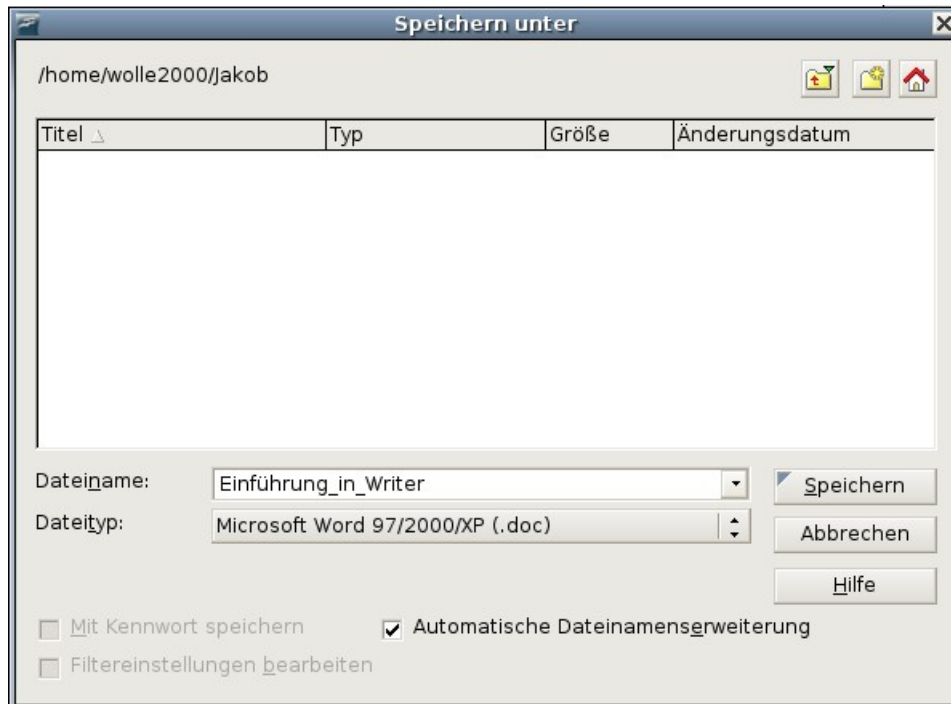 Speichern unter
/home/wolle2000/Jakob
Titel Typ Größe Änderungsdatum
Dateiname: Einführung_in_Writer Speichern
Dateityp: Microsoft Word 97/2000/XP (.doc) Abbrechen
Hilfe
Mit Kennwort speichern Automatische Dateinamenserweiterung
Filtereinstellungen bearbeiten